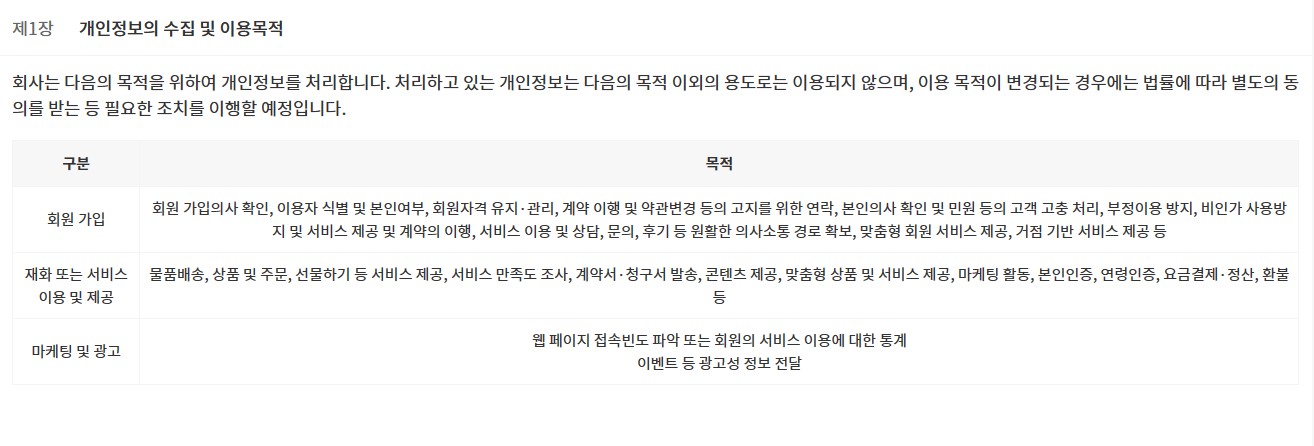 제1장 개인정보의 수집 및 이용목적
회사는 다음의 목적을 위하여 개인정보를 처리합니다. 처리하고 있는 개인정보는 다음의 목적 이외의 용도로는 이용되지 않으며, 이용 목적이 변경되는 경우에는 법률에 따라 별도의 동
의를 받는 등 필요한 조치를 이행할 예정입니다.
구분 목적
회원 가입
회원 가입의사 확인, 이용자 식별 및 본인여부, 회원자격 유지·관리, 계약 이행 및 약관변경 등의 고지를 위한 연락, 본인의사 확인 및 민원 등의 고객 고충 처리, 부정이용 방지, 비인가 사용방
지 및 서비스 제공 및 계약의 이행, 서비스 이용 및 상담, 문의, 후기 등 원활한 의사소통 경로 확보, 맞춤형 회원 서비스 제공, 거점 기반 서비스 제공 등
재화 또는 서비스
이용 및 제공
물품배송, 상품 및 주문, 선물하기 등 서비스 제공, 서비스 만족도 조사, 계약서·청구서 발송, 콘텐츠 제공, 맞춤형 상품 및 서비스 제공, 마케팅 활동, 본인인증, 연령인증, 요금결제·정산, 환불
등
마케팅 및 광고
웹 페이지 접속빈도 파악 또는 회원의 서비스 이용에 대한 통계
이벤트 등 광고성 정보 전달